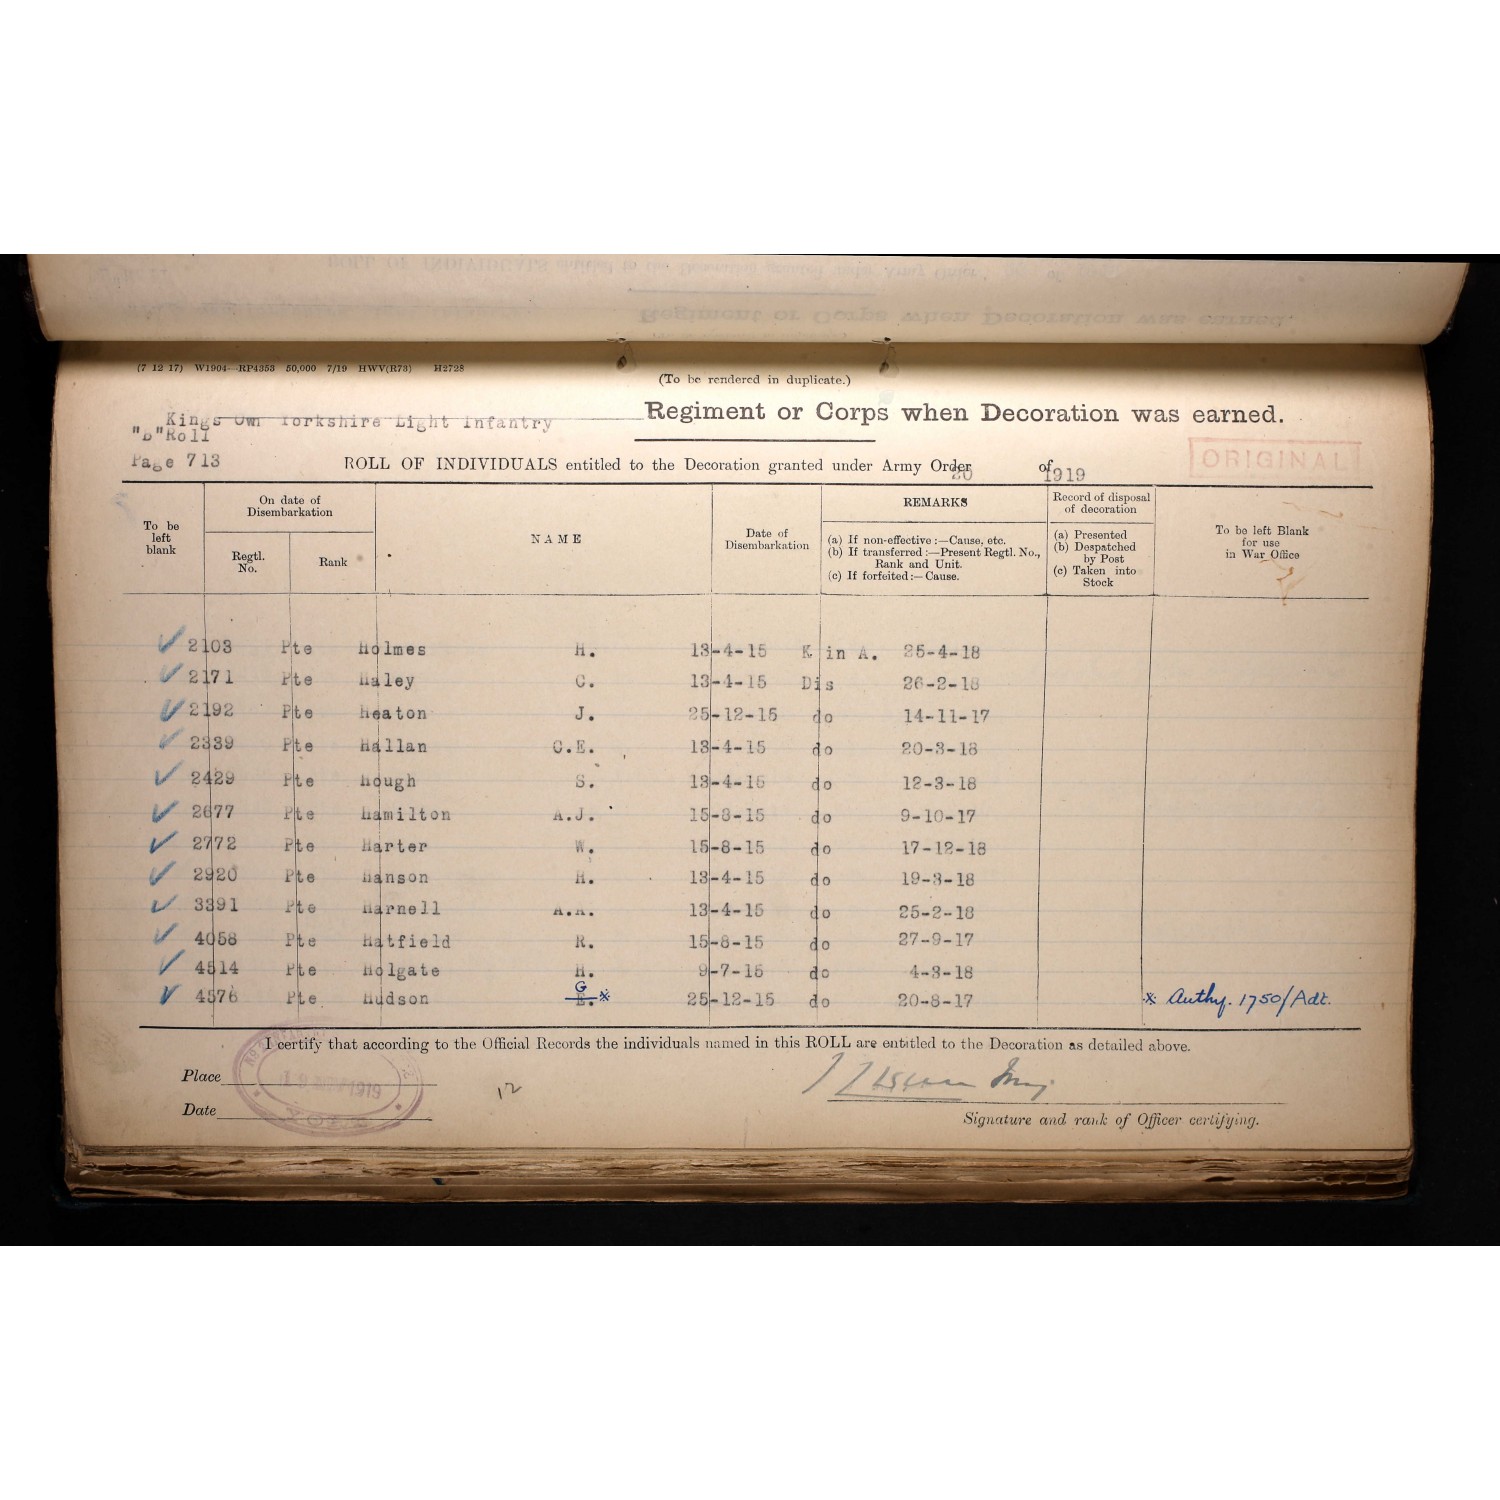 (7 12 17) W1904—RP4353 50,000 7/19 HWV(R73) H2728
(To be rendered in duplicate.)
Kings Own Yorkshire Light Infantry Regiment or Corps when Decoration was earned.
"B"Roll
Page 713 ROLL OF INDIVIDUALS entitled to the Decoration granted under Army Order 20 of 1919
ORIGINAL
To be left blank
On date of Disembarkation
Regtl. No.
Rank
NAME
Date of Disembarkation
REMARKS
(a) If non-effective :—Cause, etc.
(b) If transferred :—Present Regtl. No., Rank and Unit.
(c) If forfeited :—Cause.
Record of disposal of decoration
(a) Presented
(b) Despatched by Post
(c) Taken into Stock
To be left Blank for use in War Office
2103 Pte Holmes H. 13-4-15 K in A. 25-4-18
2171 Pte Haley C. 13-4-15 Dis 26-2-18
2192 Pte Heaton J. 25-12-15 do 14-11-17
2339 Pte Hallan C.E. 13-4-15 do 20-3-18
2429 Pte Hough S. 13-4-15 do 12-3-18
2677 Pte Hamilton A.J. 15-8-15 do 9-10-17
2772 Pte Harter W. 15-8-15 do 17-12-18
2920 Pte Hanson H. 13-4-15 do 19-3-18
3391 Pte Harnell 13-4-15 do 25-2-18
4058 Pte Hatfield R. 15-8-15 do 27-9-17
4514 Pte Holgate H. 9-7-15 do 4-3-18
4576 Pte Hudson E. G * 25-12-15 do 20-8-17 * Authy. 1750/Adt.
I certify that according to the Official Records the individuals named in this ROLL are entitled to the Decoration as detailed above.
Place
1919
12
Date
Signature and rank of Officer certifying.